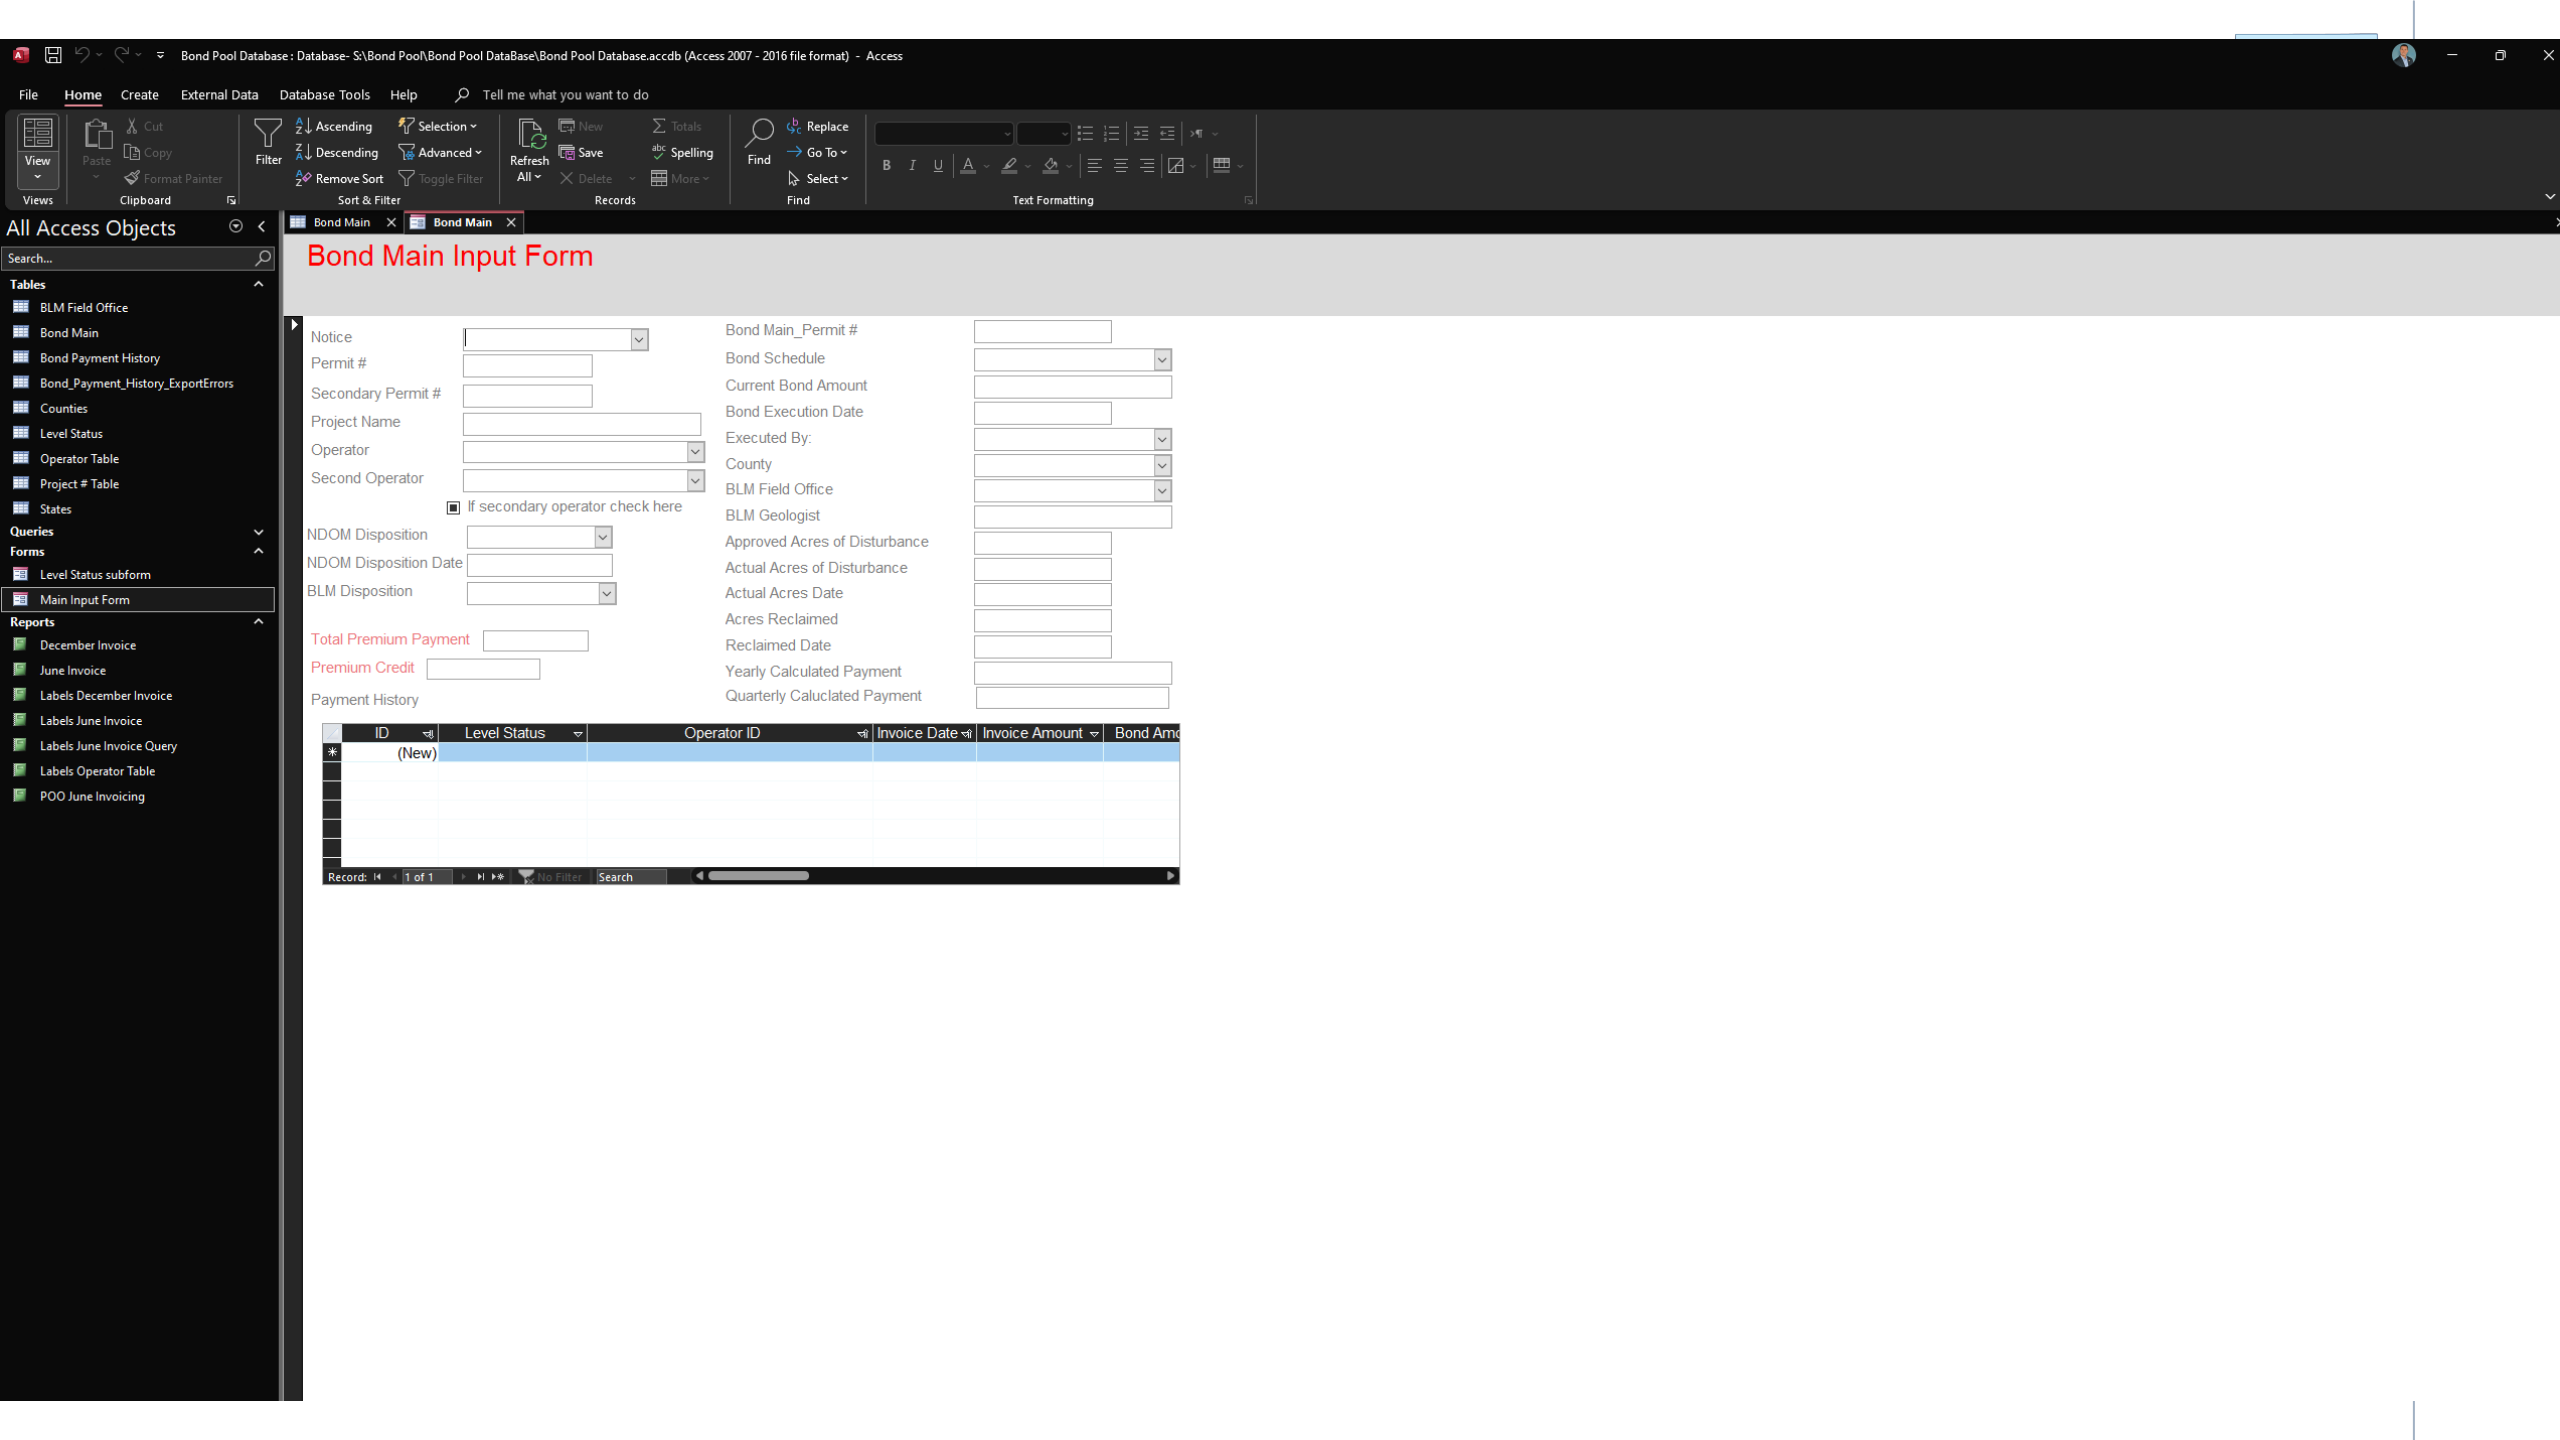 Bond Pool Database : Database- S:\Bond Pool\Bond Pool DataBase\Bond Pool Database.accdb (Access 2007 - 2016 file format) - Access
File Home Create External Data Database Tools Help Tell me what you want to do
View
Views
Paste
Cut
Copy
Format Painter
Clipboard
Filter
Ascending
Descending
Remove Sort
Selection
Advanced
Toggle Filter
Sort & Filter
Refresh
All
New
Save
Delete
Totals
Spelling
More
Records
Find
Replace
Go To
Select
Find
B I U A
Text Formatting
All Access Objects
Search...
Tables
BLM Field Office
Bond Main
Bond Payment History
Bond_Payment_History_ExportErrors
Counties
Level Status
Operator Table
Project # Table
States
Queries
Forms
Level Status subform
Main Input Form
Reports
December Invoice
June Invoice
Labels December Invoice
Labels June Invoice
Labels June Invoice Query
Labels Operator Table
POO June Invoicing
Bond Main Bond Main
Bond Main Input Form
Notice
Permit #
Secondary Permit #
Project Name
Operator
Second Operator
If secondary operator check here
NDOM Disposition
NDOM Disposition Date
BLM Disposition
Total Premium Payment
Premium Credit
Payment History
Bond Main_Permit #
Bond Schedule
Current Bond Amount
Bond Execution Date
Executed By:
County
BLM Field Office
BLM Geologist
Approved Acres of Disturbance
Actual Acres of Disturbance
Actual Acres Date
Acres Reclaimed
Reclaimed Date
Yearly Calculated Payment
Quarterly Caluclated Payment
ID Level Status Operator ID Invoice Date Invoice Amount Bond Amo
(New)
Record: 1 of 1 No Filter Search